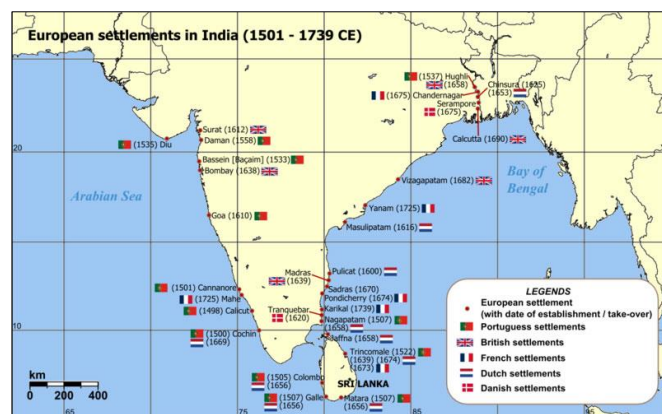 European settlements in India (1501 - 1739 CE)
(1537) Hughli
(1658)
Chinsura (1625)
(1653)
(1675) Chandernagar
Serampore
(1675)
Calcutta (1690)
Surat (1612)
Daman (1558)
(1535) Diu
Bassein [Baçaim] (1533)
Bombay (1638)
Arabian Sea
Bay of
Bengal
Vizagapatam (1682)
Yanam (1725)
Masulipatam (1616)
Goa (1610)
Pulicat (1600)
Madras
(1639)
Sadras (1670)
Pondicherry (1674)
(1501) Cannanore
(1725) Mahe
(1498) Calicut
Karikal (1739)
Tranquebar
(1620)
Nagapatam (1507)
(1658)
(1500) Cochin
(1669)
Jaffna (1658)
Trincomale (1522)
(1639) (1674)
(1673)
(1505) Colombo
(1656)
SRI LANKA
(1507) Galle
(1656)
Matara (1507)
(1656)
LEGENDS
European settlement
(with date of establishment / take-over)
Portuguess settlements
British settlements
French settlements
Dutch settlements
Danish settlements
km
0 200 400
20
10
65
75
85
95